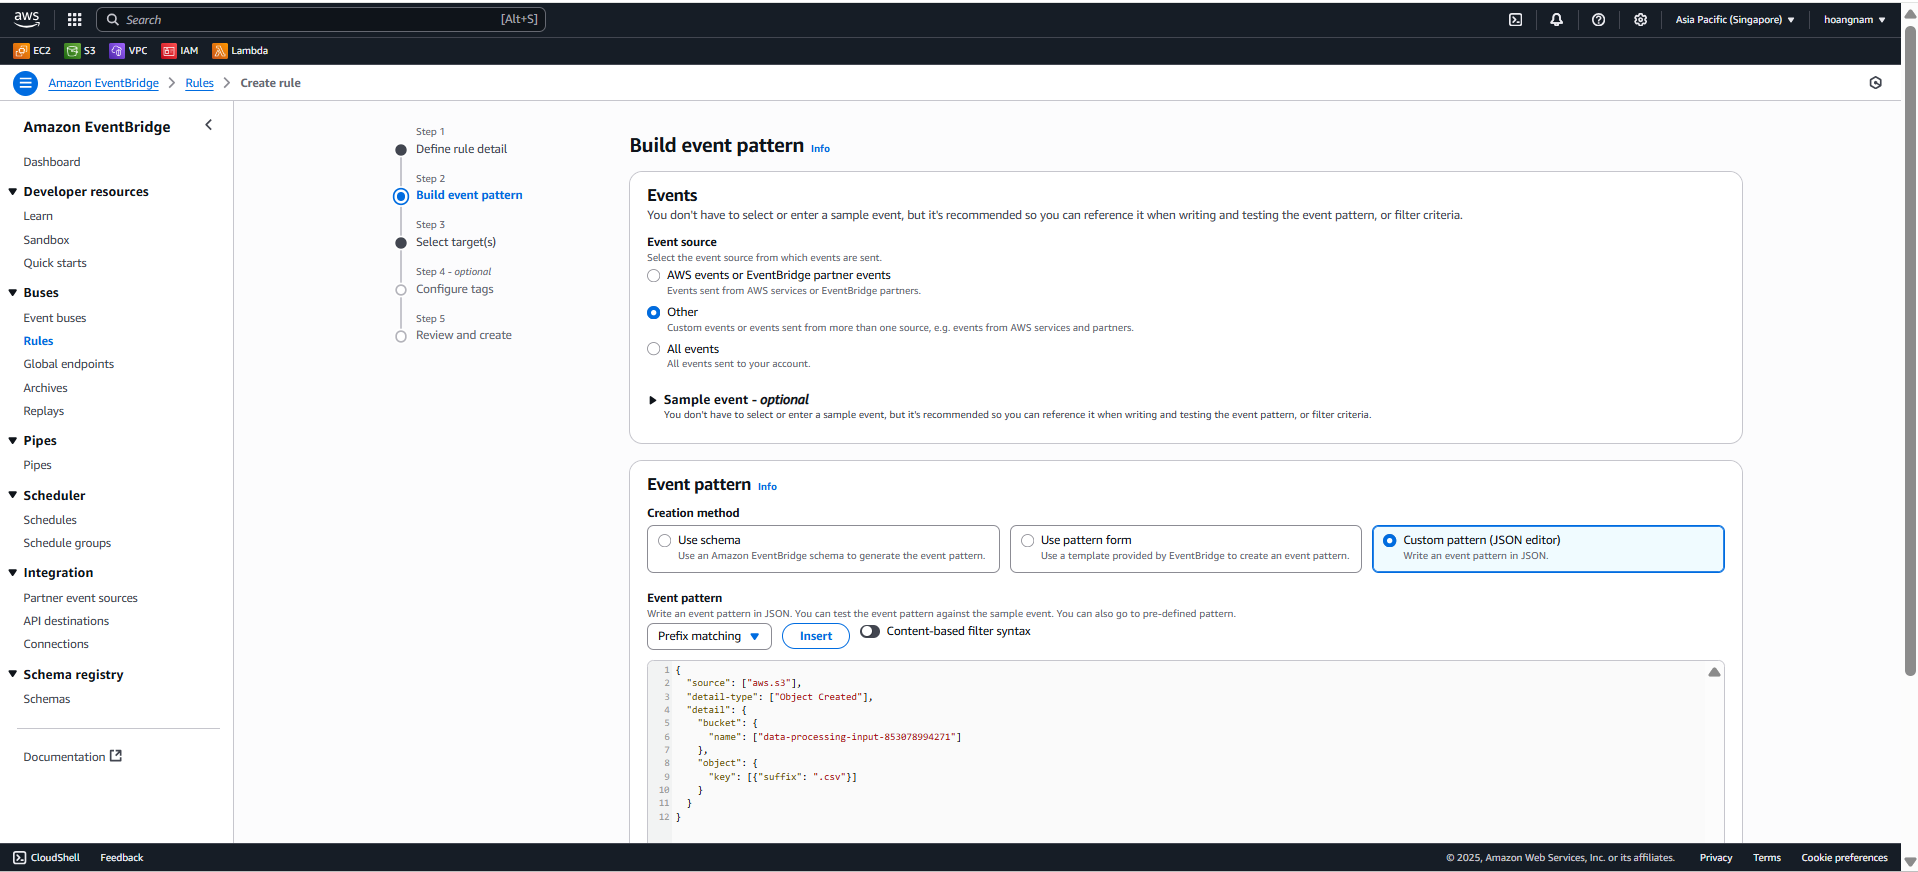 aws
Search [Alt+S]
Asia Pacific (Singapore)
hoangnam
EC2 S3 VPC IAM Lambda
Amazon EventBridge > Rules > Create rule
Amazon EventBridge
Dashboard
Developer resources
Learn
Sandbox
Quick starts
Buses
Event buses
Rules
Global endpoints
Archives
Replays
Pipes
Pipes
Scheduler
Schedules
Schedule groups
Integration
Partner event sources
API destinations
Connections
Schema registry
Schemas
Documentation
Step 1
Define rule detail
Step 2
Build event pattern
Step 3
Select target(s)
Step 4 - optional
Configure tags
Step 5
Review and create
Build event pattern Info
Events
You don't have to select or enter a sample event, but it's recommended so you can reference it when writing and testing the event pattern, or filter criteria.
Event source
Select the event source from which events are sent.
AWS events or EventBridge partner events
Events sent from AWS services or EventBridge partners.
Other
Custom events or events sent from more than one source, e.g. events from AWS services and partners.
All events
All events sent to your account.
Sample event - optional
You don't have to select or enter a sample event, but it's recommended so you can reference it when writing and testing the event pattern, or filter criteria.
Event pattern Info
Creation method
Use schema
Use an Amazon EventBridge schema to generate the event pattern.
Use pattern form
Use a template provided by EventBridge to create an event pattern.
Custom pattern (JSON editor)
Write an event pattern in JSON.
Event pattern
Write an event pattern in JSON. You can test the event pattern against the sample event. You can also go to pre-defined pattern.
Prefix matching Insert Content-based filter syntax
1 {
2 "source": ["aws.s3"],
3 "detail-type": ["Object Created"],
4 "detail": {
5 "bucket": {
6 "name": ["data-processing-input-853078994271"]
7 },
8 "object": {
9 "key": [{"suffix": ".csv"}]
10 }
11 }
12 }
CloudShell Feedback
© 2025, Amazon Web Services, Inc. or its affiliates. Privacy Terms Cookie preferences